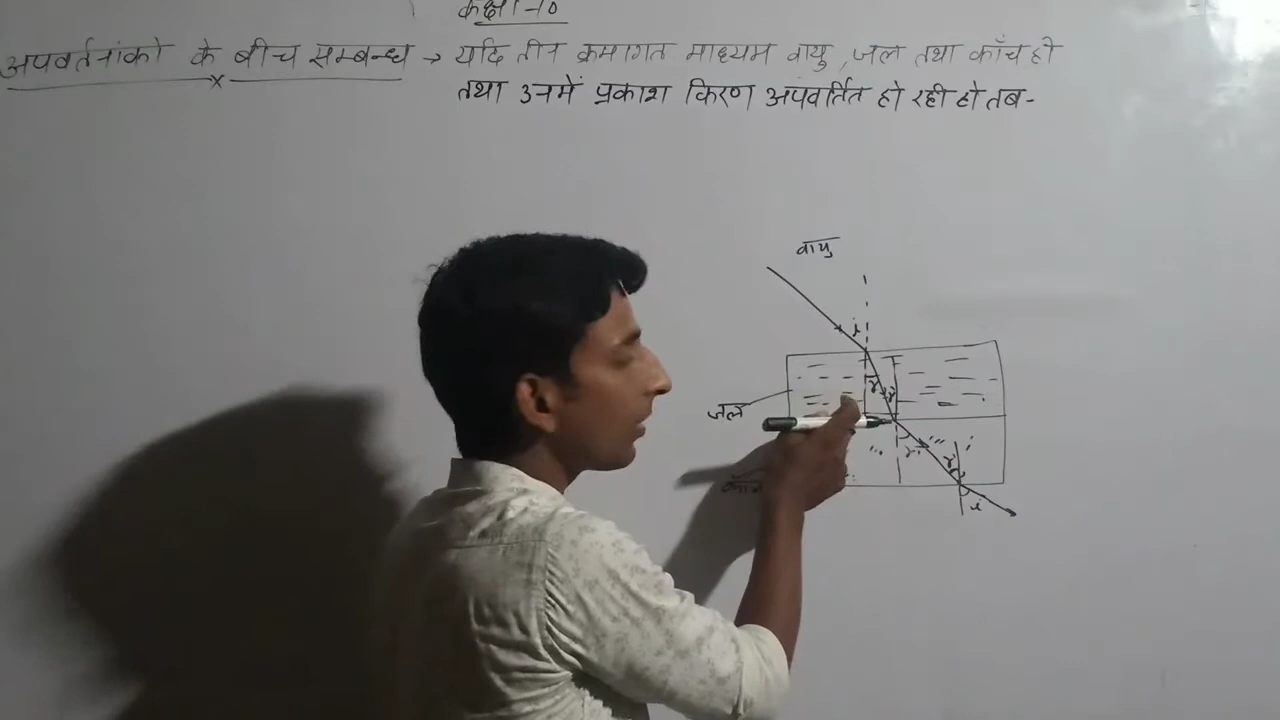 कक्षा-10
अपवर्तनांको के बीच सम्बन्ध → यदि तीन क्रमागत माध्यम वायु, जल तथा काँच हो
तथा उनमें प्रकाश किरण अपवर्तित हो रही हो तब-
वायु
i
r
r
जल
r
i